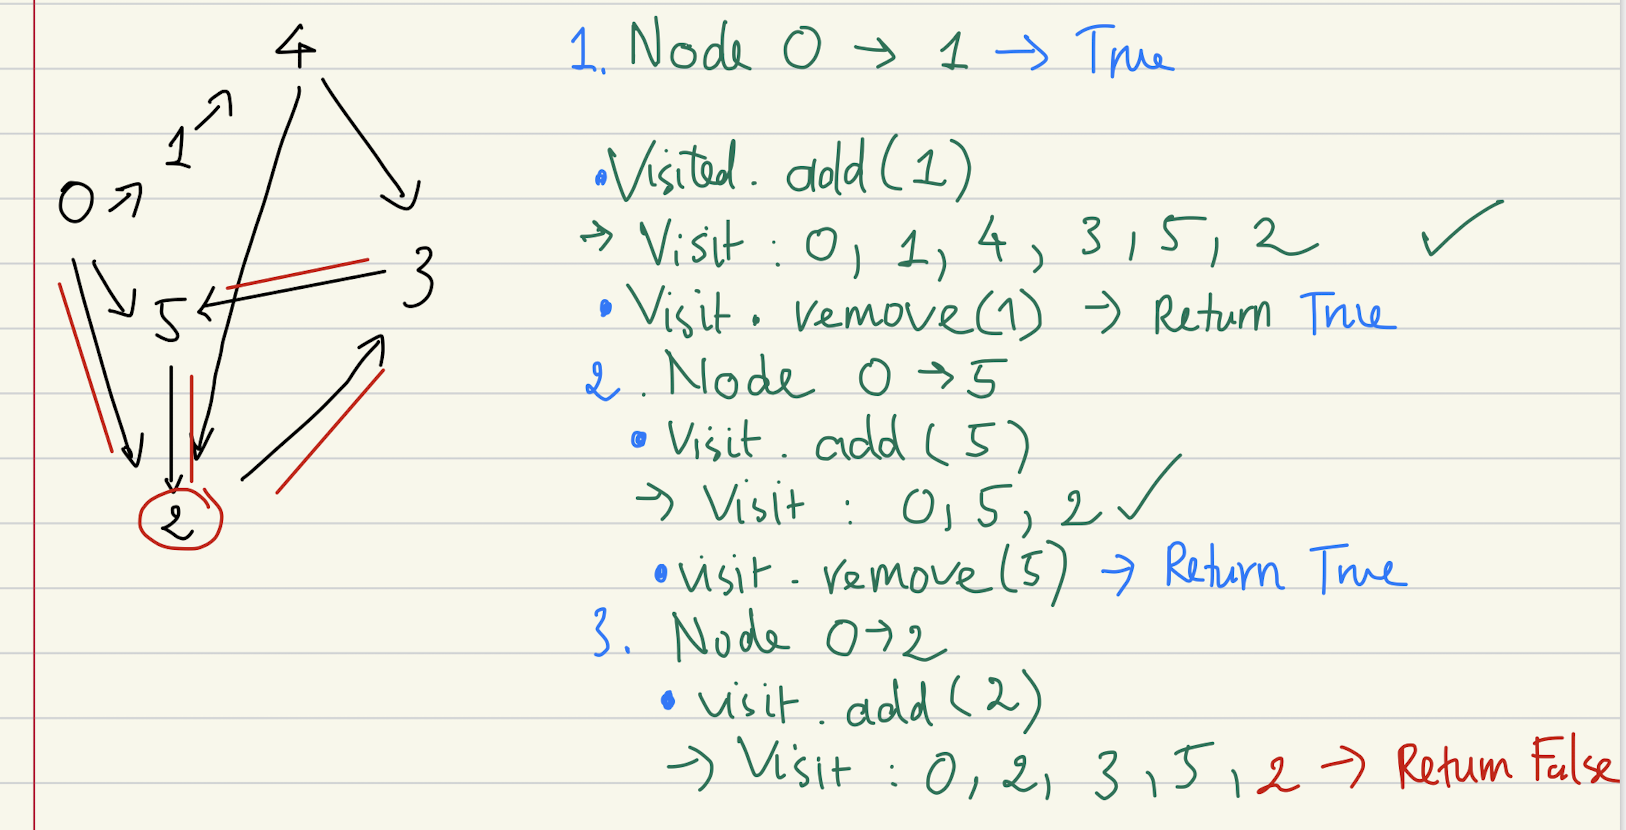 4
1
0
3
5
2
1. Node 0 → 1 → True
• Visited. add(1)
→ Visit : 0, 1, 4, 3, 5, 2 ✓
• Visit. remove(1) → Return True
2. Node 0 → 5
• Visit. add(5)
→ Visit : 0, 5, 2 ✓
• visit. remove(5) → Return True
3. Node 0→2
• visit. add(2)
→ Visit : 0, 2, 3, 5, 2 → Return False